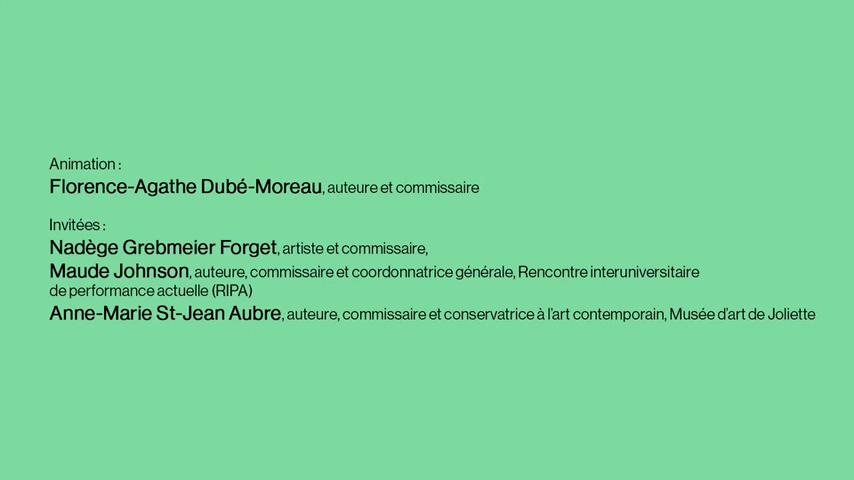 Animation :
Florence-Agathe Dubé-Moreau, auteure et commissaire
Invitées :
Nadège Grebmeier Forget, artiste et commissaire,
Maude Johnson, auteure, commissaire et coordonnatrice générale, Rencontre interuniversitaire
de performance actuelle (RIPA)
Anne-Marie St-Jean Aubre, auteure, commissaire et conservatrice à l'art contemporain, Musée d'art de Joliette